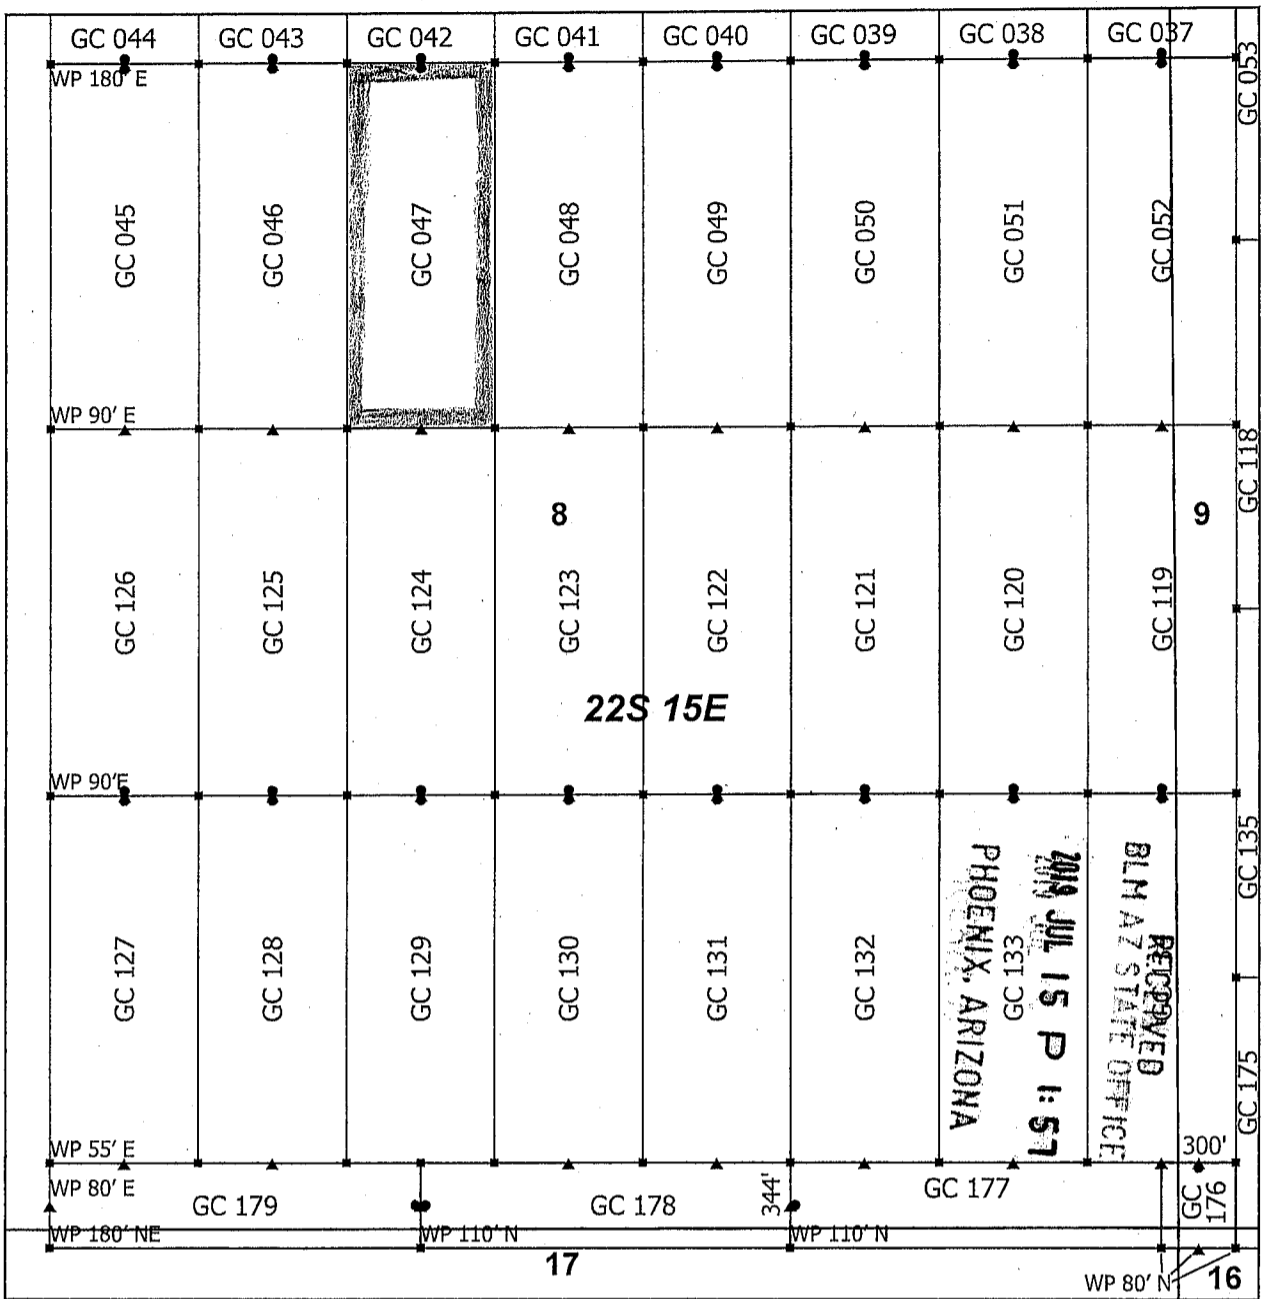 GC 044 GC 043 GC 042 GC 041 GC 040 GC 039 GC 038 GC 037
GC 053
WP 180' E
GC 045 GC 046 GC 047 GC 048 GC 049 GC 050 GC 051 GC 052
WP 90' E
GC 118
8 9
GC 126 GC 125 GC 124 GC 123 GC 122 GC 121 GC 120 GC 119
22S 15E
WP 90'E
GC 135
GC 127 GC 128 GC 129 GC 130 GC 131 GC 132 GC 133
RECEIVED
BLM AZ STATE OFFICE
2019 JUL 15 P 1:57
PHOENIX, ARIZONA
GC 175
WP 55' E
300'
WP 80' E
GC 179 GC 178 344' GC 177 GC 176
WP 180' NE WP 110' N WP 110' N
17
WP 80' N 16